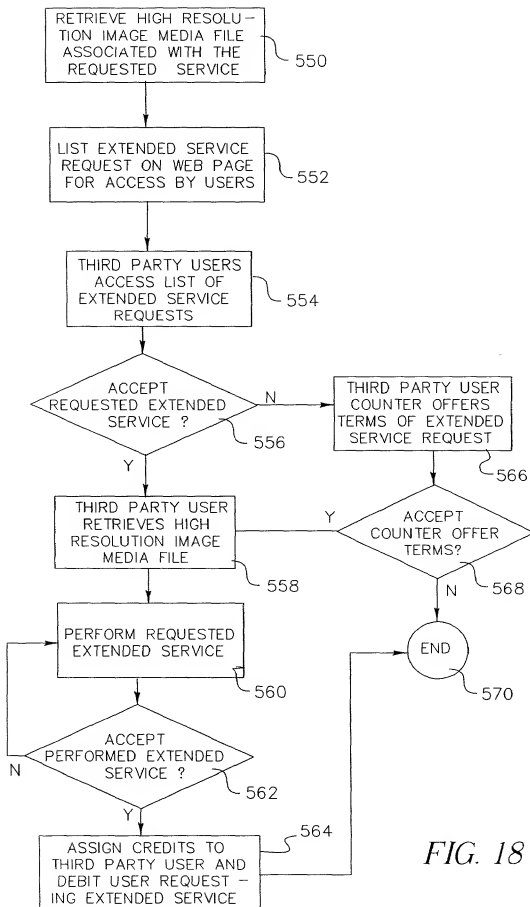 RETRIEVE HIGH RESOLU-
TION IMAGE MEDIA FILE
ASSOCIATED WITH THE
REQUESTED SERVICE
550
LIST EXTENDED SERVICE
REQUEST ON WEB PAGE
FOR ACCESS BY USERS
552
THIRD PARTY USERS
ACCESS LIST OF
EXTENDED SERVICE
REQUESTS
554
ACCEPT
REQUESTED EXTENDED
SERVICE ?
556
N
Y
THIRD PARTY USER
COUNTER OFFERS
TERMS OF EXTENDED
SERVICE REQUEST
566
THIRD PARTY USER
RETRIEVES HIGH
RESOLUTION IMAGE
MEDIA FILE
558
Y
ACCEPT
COUNTER OFFER
TERMS?
568
N
PERFORM REQUESTED
EXTENDED SERVICE
560
END
570
ACCEPT
PERFORMED EXTENDED
SERVICE ?
562
N
Y
ASSIGN CREDITS TO
THIRD PARTY USER AND
DEBIT USER REQUEST -
ING EXTENDED SERVICE
564
FIG. 18